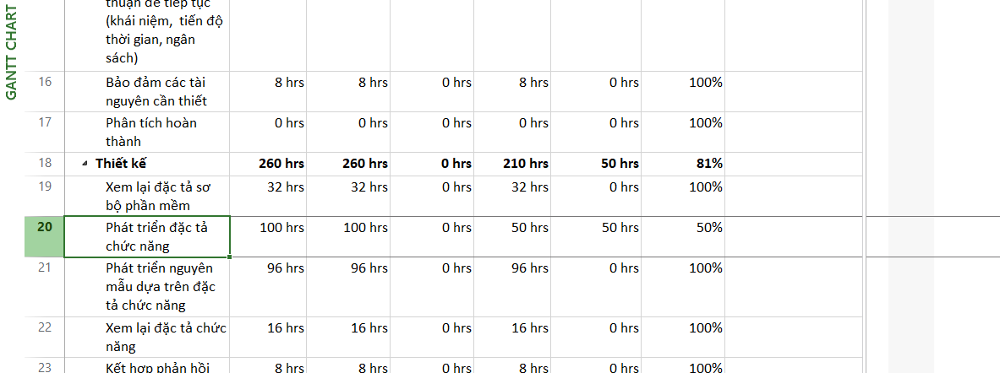 GANTT CHART
thuận để tiếp tục
(khái niệm, tiến độ
thời gian, ngân
sách)
16 Bảo đảm các tài 8 hrs 8 hrs 0 hrs 8 hrs 0 hrs 100%
nguyên cần thiết
17 Phân tích hoàn 0 hrs 0 hrs 0 hrs 0 hrs 0 hrs 100%
thành
18 Thiết kế 260 hrs 260 hrs 0 hrs 210 hrs 50 hrs 81%
19 Xem lại đặc tả sơ 32 hrs 32 hrs 0 hrs 32 hrs 0 hrs 100%
bộ phần mềm
20 Phát triển đặc tả 100 hrs 100 hrs 0 hrs 50 hrs 50 hrs 50%
chức năng
21 Phát triển nguyên 96 hrs 96 hrs 0 hrs 96 hrs 0 hrs 100%
mẫu dựa trên đặc
tả chức năng
22 Xem lại đặc tả chức 16 hrs 16 hrs 0 hrs 16 hrs 0 hrs 100%
năng
23 Kết hợp phản hồi 8 hrs 8 hrs 0 hrs 8 hrs 0 hrs 100%